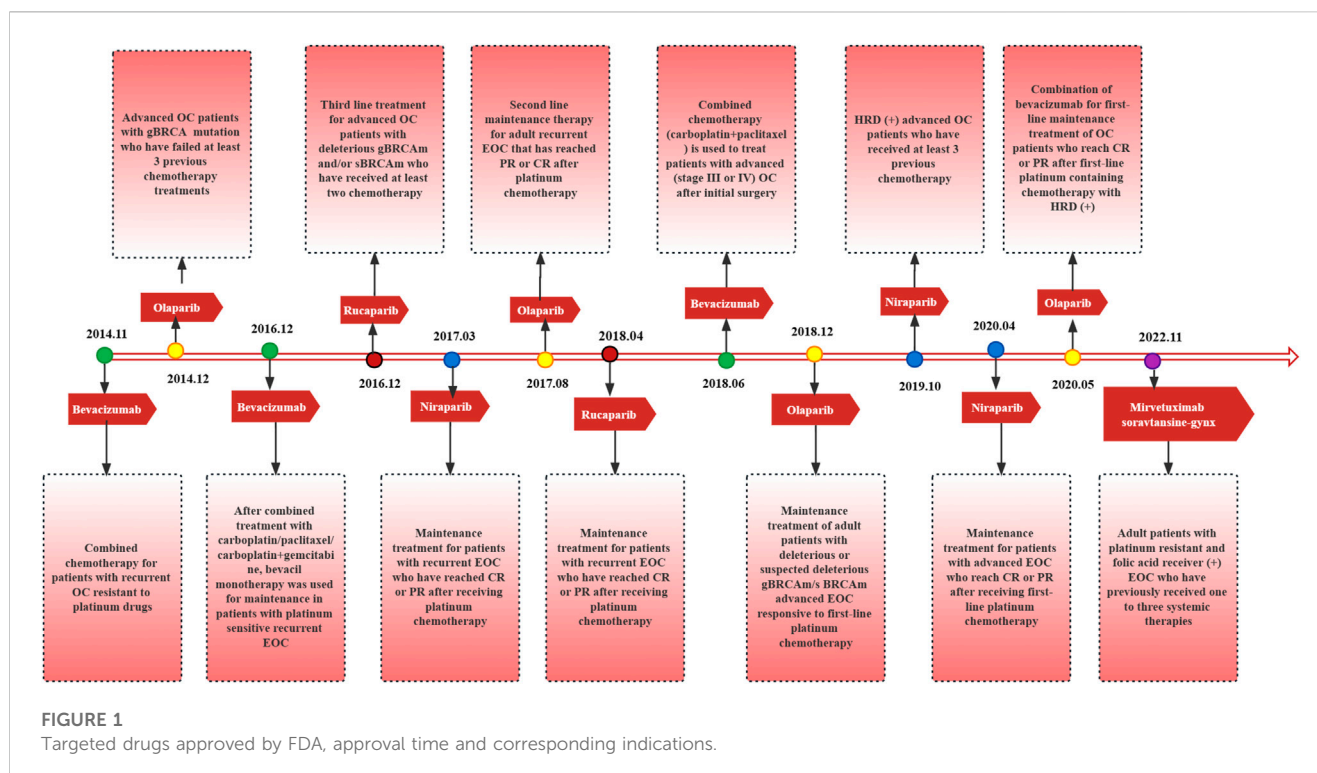 Advanced OC patients
with gBRCA mutation
who have failed at least
3 previous
chemotherapy
treatments
Third line treatment
for advanced OC
patients with
deleterious gBRCAm
and/or sBRCAm who
have received at least
two chemotherapy
Second line
maintenance therapy
for adult recurrent
EOC that has reached
PR or CR after
platinum
chemotherapy
Combined
chemotherapy
(carboplatin+paclitaxel
) is used to treat
patients with advanced
(stage III or IV) OC
after initial surgery
HRD (+) advanced OC
patients who have
received at least 3
previous
chemotherapy
Combination of
bevacizumab for first-
line maintenance
treatment of OC
patients who reach CR
or PR after first-line
platinum containing
chemotherapy with
HRD (+)
Olaparib
Rucaparib
Olaparib
Bevacizumab
Niraparib
Olaparib
2014.11
2016.12
2017.03
2018.04
2018.12
2020.04
2022.11
2014.12
2016.12
2017.08
2018.06
2019.10
2020.05
Bevacizumab
Bevacizumab
Niraparib
Rucaparib
Olaparib
Niraparib
Mirvetuximab
soravtansine-gynx
Combined
chemotherapy for
patients with recurrent
OC resistant to
platinum drugs
After combined
treatment with
carboplatin/paclitaxel/
carboplatin+gemcitabi
ne, bevacil
monotherapy was used
for maintenance in
patients with platinum
sensitive recurrent
EOC
Maintenance
treatment for patients
with recurrent EOC
who have reached CR
or PR after receiving
platinum
chemotherapy
Maintenance
treatment for patients
with recurrent EOC
who have reached CR
or PR after receiving
platinum
chemotherapy
Maintenance
treatment of adult
patients with
deleterious or
suspected deleterious
gBRCAm/s BRCAm
advanced EOC
responsive to first-line
platinum
chemotherapy
Maintenance
treatment for patients
with advanced EOC
who reach CR or PR
after receiving first-
line platinum
chemotherapy
Adult patients with
platinum resistant and
folic acid receiver (+)
EOC who have
previously received one
to three systemic
therapies
FIGURE 1
Targeted drugs approved by FDA, approval time and corresponding indications.